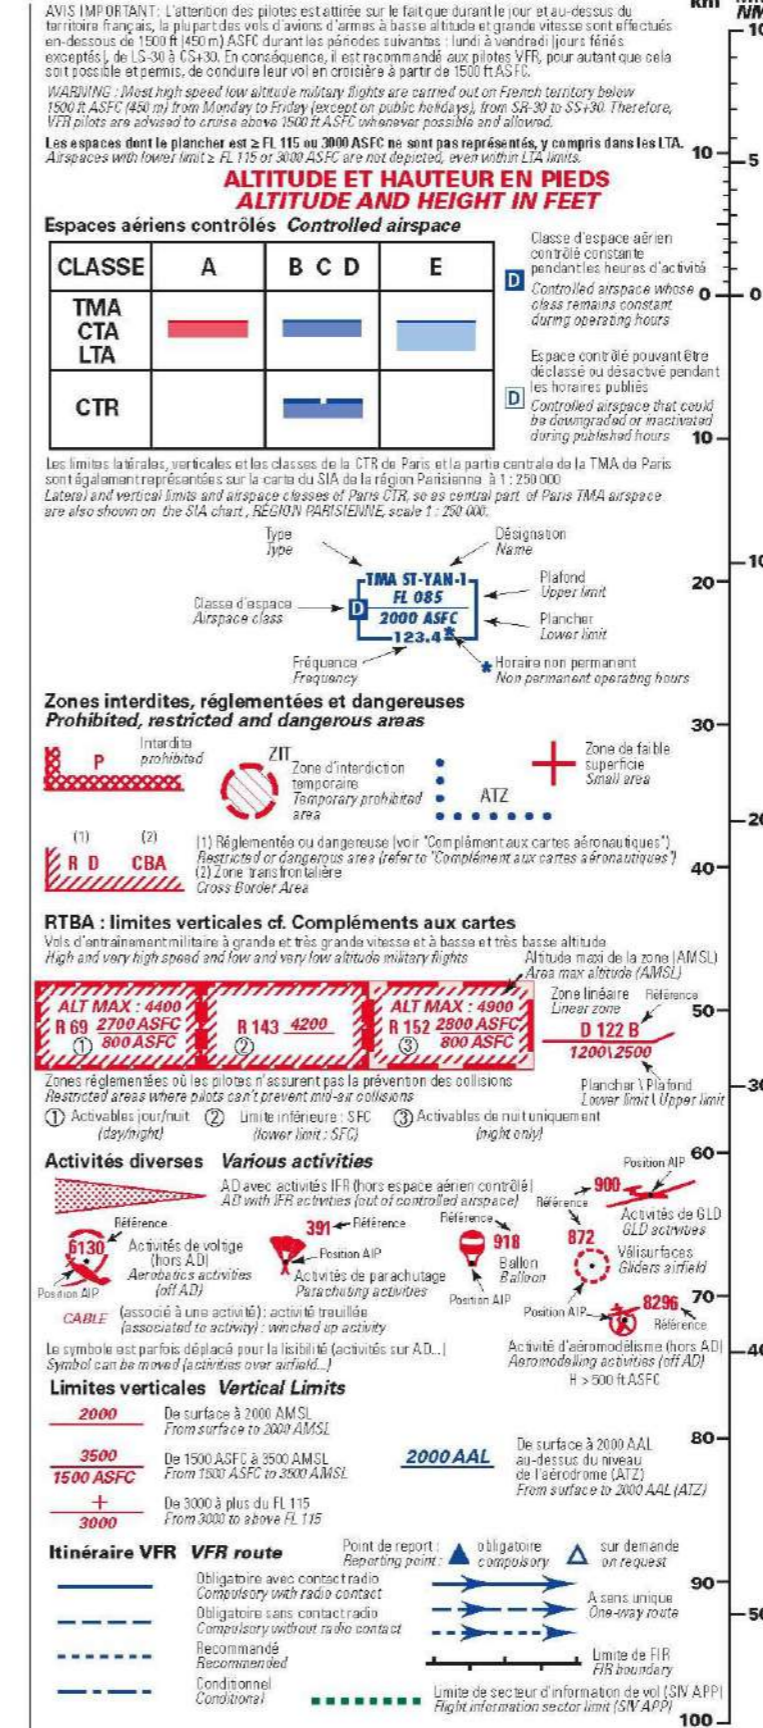 AVIS IMPORTANT: L'attention des pilotes est attirée sur le fait que durant le jour et au-dessus du
territoire français, la plupart des vols d'avions d'armes à basse altitude et grande vitesse sont effectués
en-dessous de 1500 ft (450 m) ASFC durant les périodes suivantes : lundi à vendredi (jours fériés
exceptés), de LS-30 à CS+30. En conséquence, il est recommandé aux pilotes VFR, pour autant que cela
soit possible et permis, de conduire leur vol en croisière à partir de 1500 ft ASFC.
WARNING : Most high speed low altitude military flights are carried out on French territory below
1500 ft ASFC (450 m) from Monday to Friday (except on public holidays), from SR-30 to SS+30. Therefore,
VFR pilots are advised to cruise above 1500 ft ASFC whenever possible and allowed.
Les espaces dont le plancher est ≥ FL 115 ou 3000 ASFC ne sont pas représentés, y compris dans les LTA.
Airspaces with lower limit ≥ FL 115 or 3000 ASFC are not depicted, even within LTA limits.
ALTITUDE ET HAUTEUR EN PIEDS
ALTITUDE AND HEIGHT IN FEET
Espaces aériens contrôlés Controlled airspace
CLASSE A B C D E
TMA
CTA
LTA
CTR
D
Classe d'espace aérien
contrôlé constante
pendant les heures d'activité
Controlled airspace whose
class remains constant
during operating hours
D
Espace contrôlé pouvant être
déclassé ou désactivé pendant
les horaires publiés
Controlled airspace that could
be downgraded or inactivated
during published hours
Les limites latérales, verticales et les classes de la CTR de Paris et la partie centrale de la TMA de Paris
sont également représentées sur la carte du SIA de la région Parisienne à 1 : 250 000
Lateral and vertical limits and airspace classes of Paris CTR, so as central part of Paris TMA airspace
are also shown on the SIA chart , RÉGION PARISIENNE, scale 1 : 250 000.
Type
Type
Désignation
Name
TMA ST-YAN-1
FL 085
D
2000 ASFC
123.4*
Plafond
Upper limit
Classe d'espace
Airspace class
Plancher
Lower limit
Fréquence
Frequency
* Horaire non permanent
Non permanent operating hours
Zones interdites, réglementées et dangereuses
Prohibited, restricted and dangerous areas
P
Interdite
prohibited
ZIT
Zone d'interdiction
temporaire
Temporary prohibited
area
ATZ
Zone de faible
superficie
Small area
(1) (2)
R D CBA
(1) Réglementée ou dangereuse (voir "Complément aux cartes aéronautiques")
Restricted or dangerous area (refer to "Complément aux cartes aéronautiques")
(2) Zone transfrontalière
Cross Border Area
RTBA : limites verticales cf. Compléments aux cartes
Vols d'entraînement militaire à grande et très grande vitesse et à basse et très basse altitude
High and very high speed and low and very low altitude military flights
Altitude maxi de la zone (AMSL)
Area max altitude (AMSL)
ALT MAX : 4400
R 69 2700 ASFC
800 ASFC
1
R 143 4200
2
ALT MAX : 4900
R 152 2800 ASFC
800 ASFC
3
Zone linéaire
Linear zone
Référence
D 122 B
1200\2500
Plancher \ Plafond
Lower limit \ Upper limit
Zones réglementées où les pilotes n'assurent pas la prévention des collisions
Restricted areas where pilots can't prevent mid-air collisions
1 Activables jour/nuit
(day/night)
2 Limite inférieure : SFC
(lower limit : SFC)
3 Activables de nuit uniquement
(night only)
Activités diverses Various activities
AD avec activités IFR (hors espace aérien contrôlé)
AD with IFR activities (out of controlled airspace)
Position AIP
900
Référence
Activités de GLD
GLD activities
Référence
6130
Position AIP
Activités de voltige
(hors AD)
Aerobatics activities
(off AD)
391
Référence
Position AIP
Activités de parachutage
Parachuting activities
Référence
918
Ballon
Balloon
Position AIP
872
Vélisurfaces
Gliders airfield
Position AIP
8296
Référence
CABLE
(associé à une activité) : activité treuillée
(associated to activity) : winched up activity
Le symbole est parfois déplacé pour la lisibilité (activités sur AD...)
Symbol can be moved (activities over airfield...)
Activité d'aéromodélisme (hors AD)
Aeromodelling activities (off AD)
H > 500 ft ASFC
Limites verticales Vertical Limits
2000
De surface à 2000 AMSL
From surface to 2000 AMSL
3500
1500 ASFC
De 1500 ASFC à 3500 AMSL
From 1500 ASFC to 3500 AMSL
+
3000
De 3000 à plus du FL 115
From 3000 to above FL 115
2000 AAL
De surface à 2000 AAL
au-dessus du niveau
de l'aérodrome (ATZ)
From surface to 2000 AAL (ATZ)
Itinéraire VFR VFR route
Point de report :
Reporting point :
obligatoire
compulsory
sur demande
on request
Obligatoire avec contact radio
Compulsory with radio contact
Obligatoire sans contact radio
Compulsory without radio contact
Recommandé
Recommended
Conditionnel
Conditional
A sens unique
One-way route
Limite de FIR
FIR boundary
Limite de secteur d'information de vol (SIV APP)
Flight information sector limit (SIV APP)
km
NM
10
0
10
20
30
40
50
60
70
80
90
100
5
0